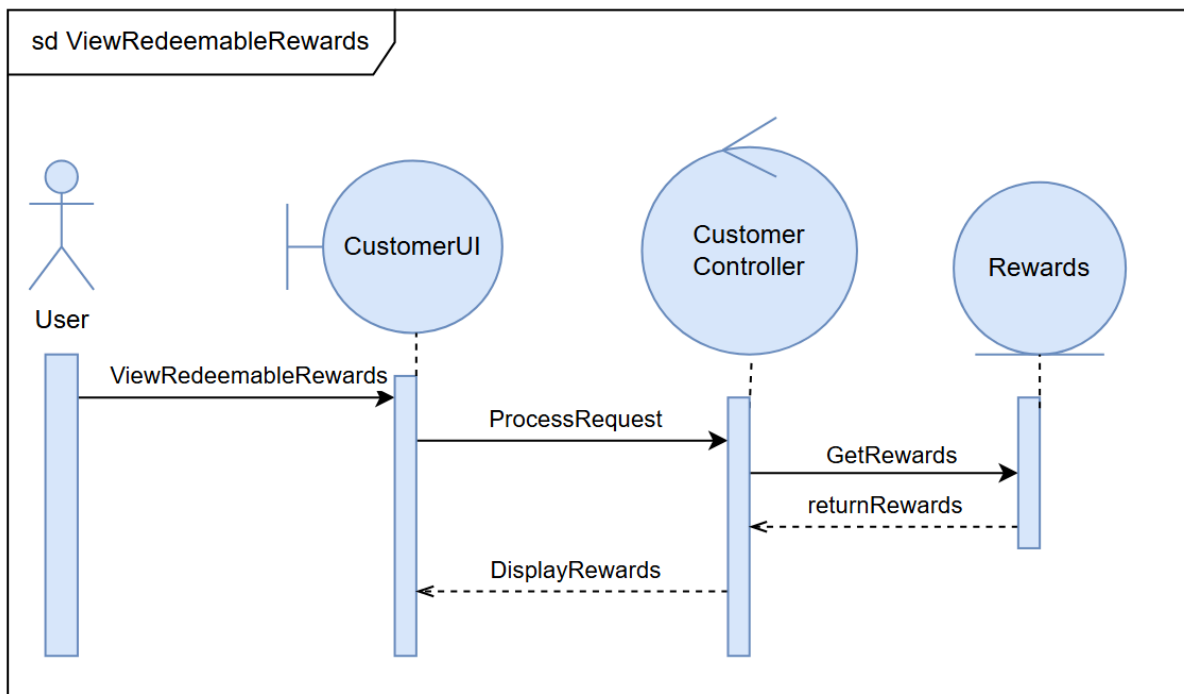 sd ViewRedeemableRewards
User
CustomerUI
Customer
Controller
Rewards
ViewRedeemableRewards
ProcessRequest
GetRewards
returnRewards
DisplayRewards